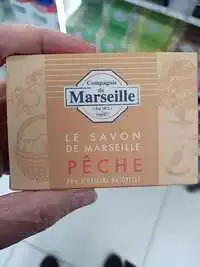 Compagnie
de
Marseille
LE SAVON
DE MARSEILLE
PÊCHE